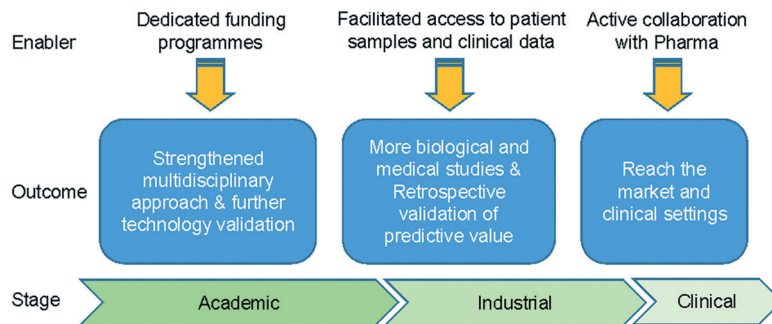 Enabler
Dedicated funding
programmes
Facilitated access to patient
samples and clinical data
Active collaboration
with Pharma
Outcome
Strengthened
multidisciplinary
approach & further
technology validation
More biological and
medical studies &
Retrospective
validation of
predictive value
Reach the
market and
clinical settings
Stage
Academic
Industrial
Clinical